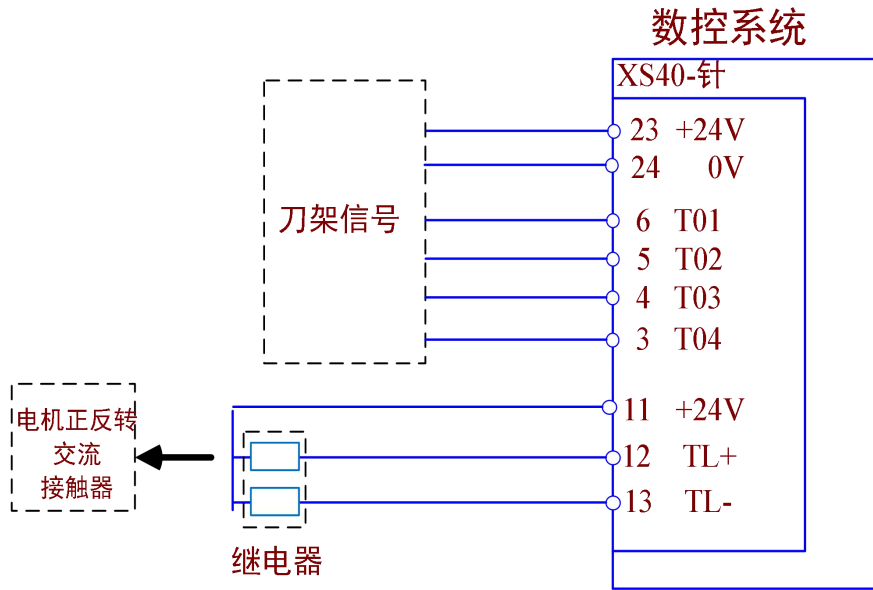 数控系统
XS40-针
23 +24V
24 0V
刀架信号
6 T01
5 T02
4 T03
3 T04
11 +24V
12 TL+
13 TL-
电机正反转
交流
接触器
继电器